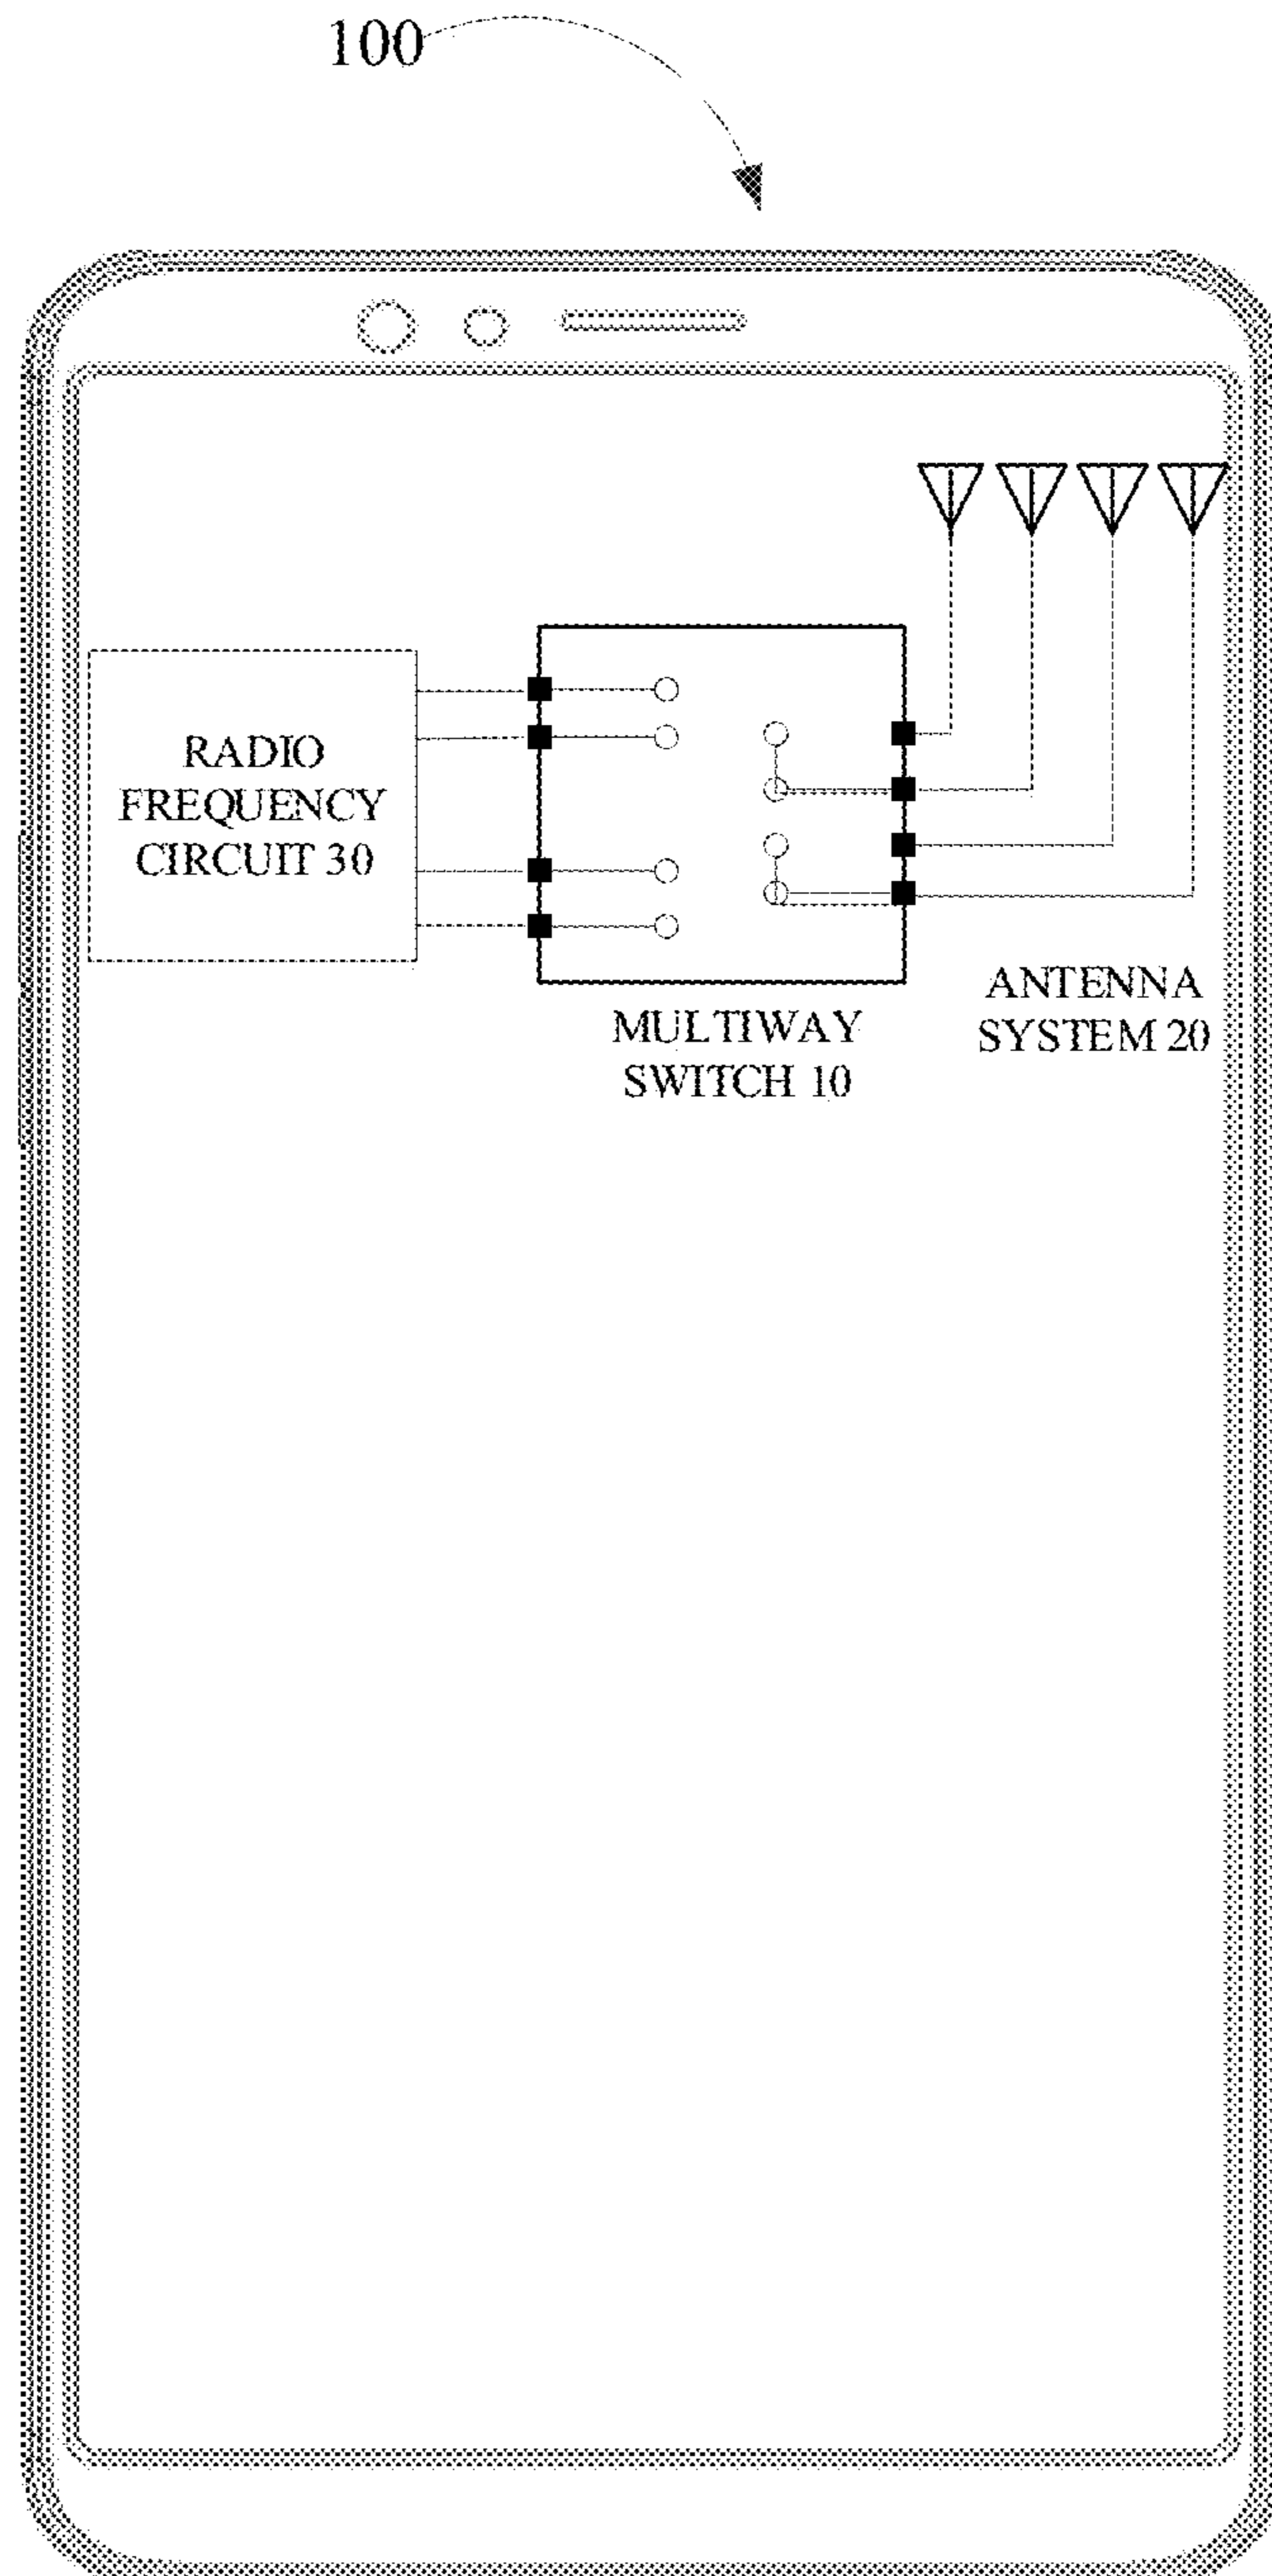 100
RADIO
FREQUENCY
CIRCUIT 30
MULTIWAY
SWITCH 10
ANTENNA
SYSTEM 20